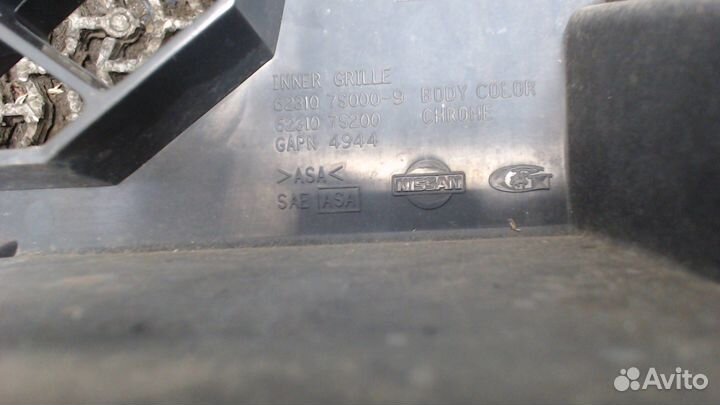 INNER GRILLE
62310 7S000-9 BODY COLOR
62310 7S200 CHROME
GAPN 4944
>ASA<
SAE ASA
NISSAN
Avito